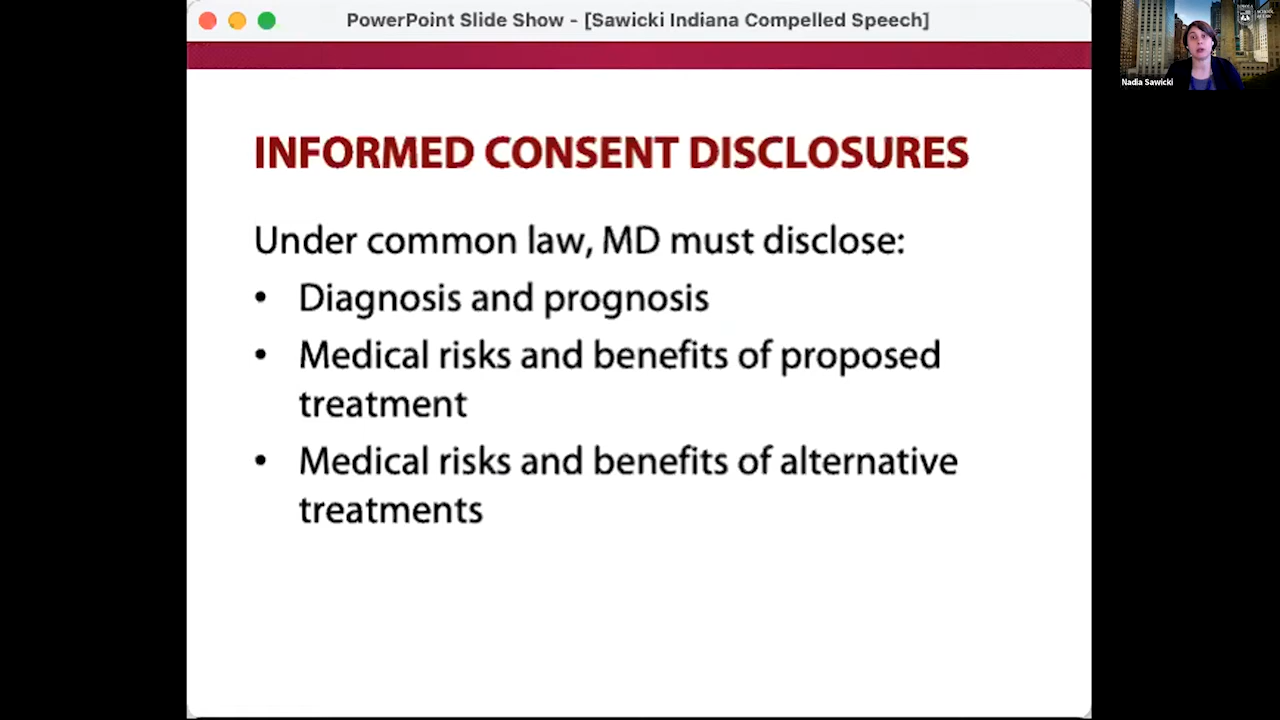 PowerPoint Slide Show - [Sawicki Indiana Compelled Speech]
INFORMED CONSENT DISCLOSURES
Under common law, MD must disclose:
• Diagnosis and prognosis
• Medical risks and benefits of proposed
treatment
• Medical risks and benefits of alternative
treatments
Nadia Sawicki